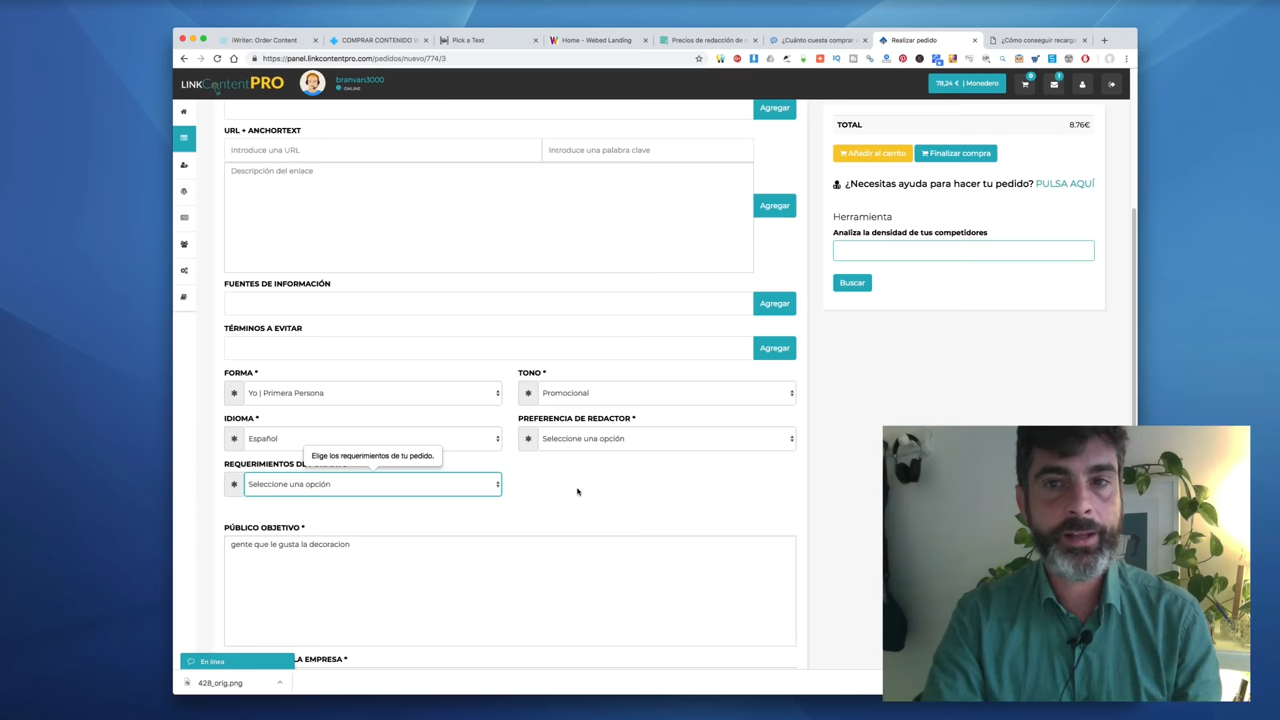 iWriter: Order Content
COMPRAR CONTENIDO W
Pick a Text
Home - Webed Landing
Precios de redacción de c
¿Cuánto cuesta comprar
Realizar pedido
¿Cómo conseguir recarg
https://panel.linkcontentpro.com/pedidos/nuevo/774/3
LINKContentPRO
branvan3000
ONLINE
78,24 € | Monedero
0
1
Agregar
URL + ANCHORTEXT
Introduce una URL
Introduce una palabra clave
Descripción del enlace
Agregar
FUENTES DE INFORMACIÓN
Agregar
TÉRMINOS A EVITAR
Agregar
FORMA *
TONO *
Yo | Primera Persona
Promocional
IDIOMA *
PREFERENCIA DE REDACTOR *
Español
Seleccione una opción
Elige los requerimientos de tu pedido.
REQUERIMIENTOS DE
Seleccione una opción
PÚBLICO OBJETIVO *
gente que le gusta la decoracion
LA EMPRESA *
En línea
428_orig.png
TOTAL
8.76€
Añadir al carrito
Finalizar compra
¿Necesitas ayuda para hacer tu pedido? PULSA AQUÍ
Herramienta
Analiza la densidad de tus competidores
Buscar